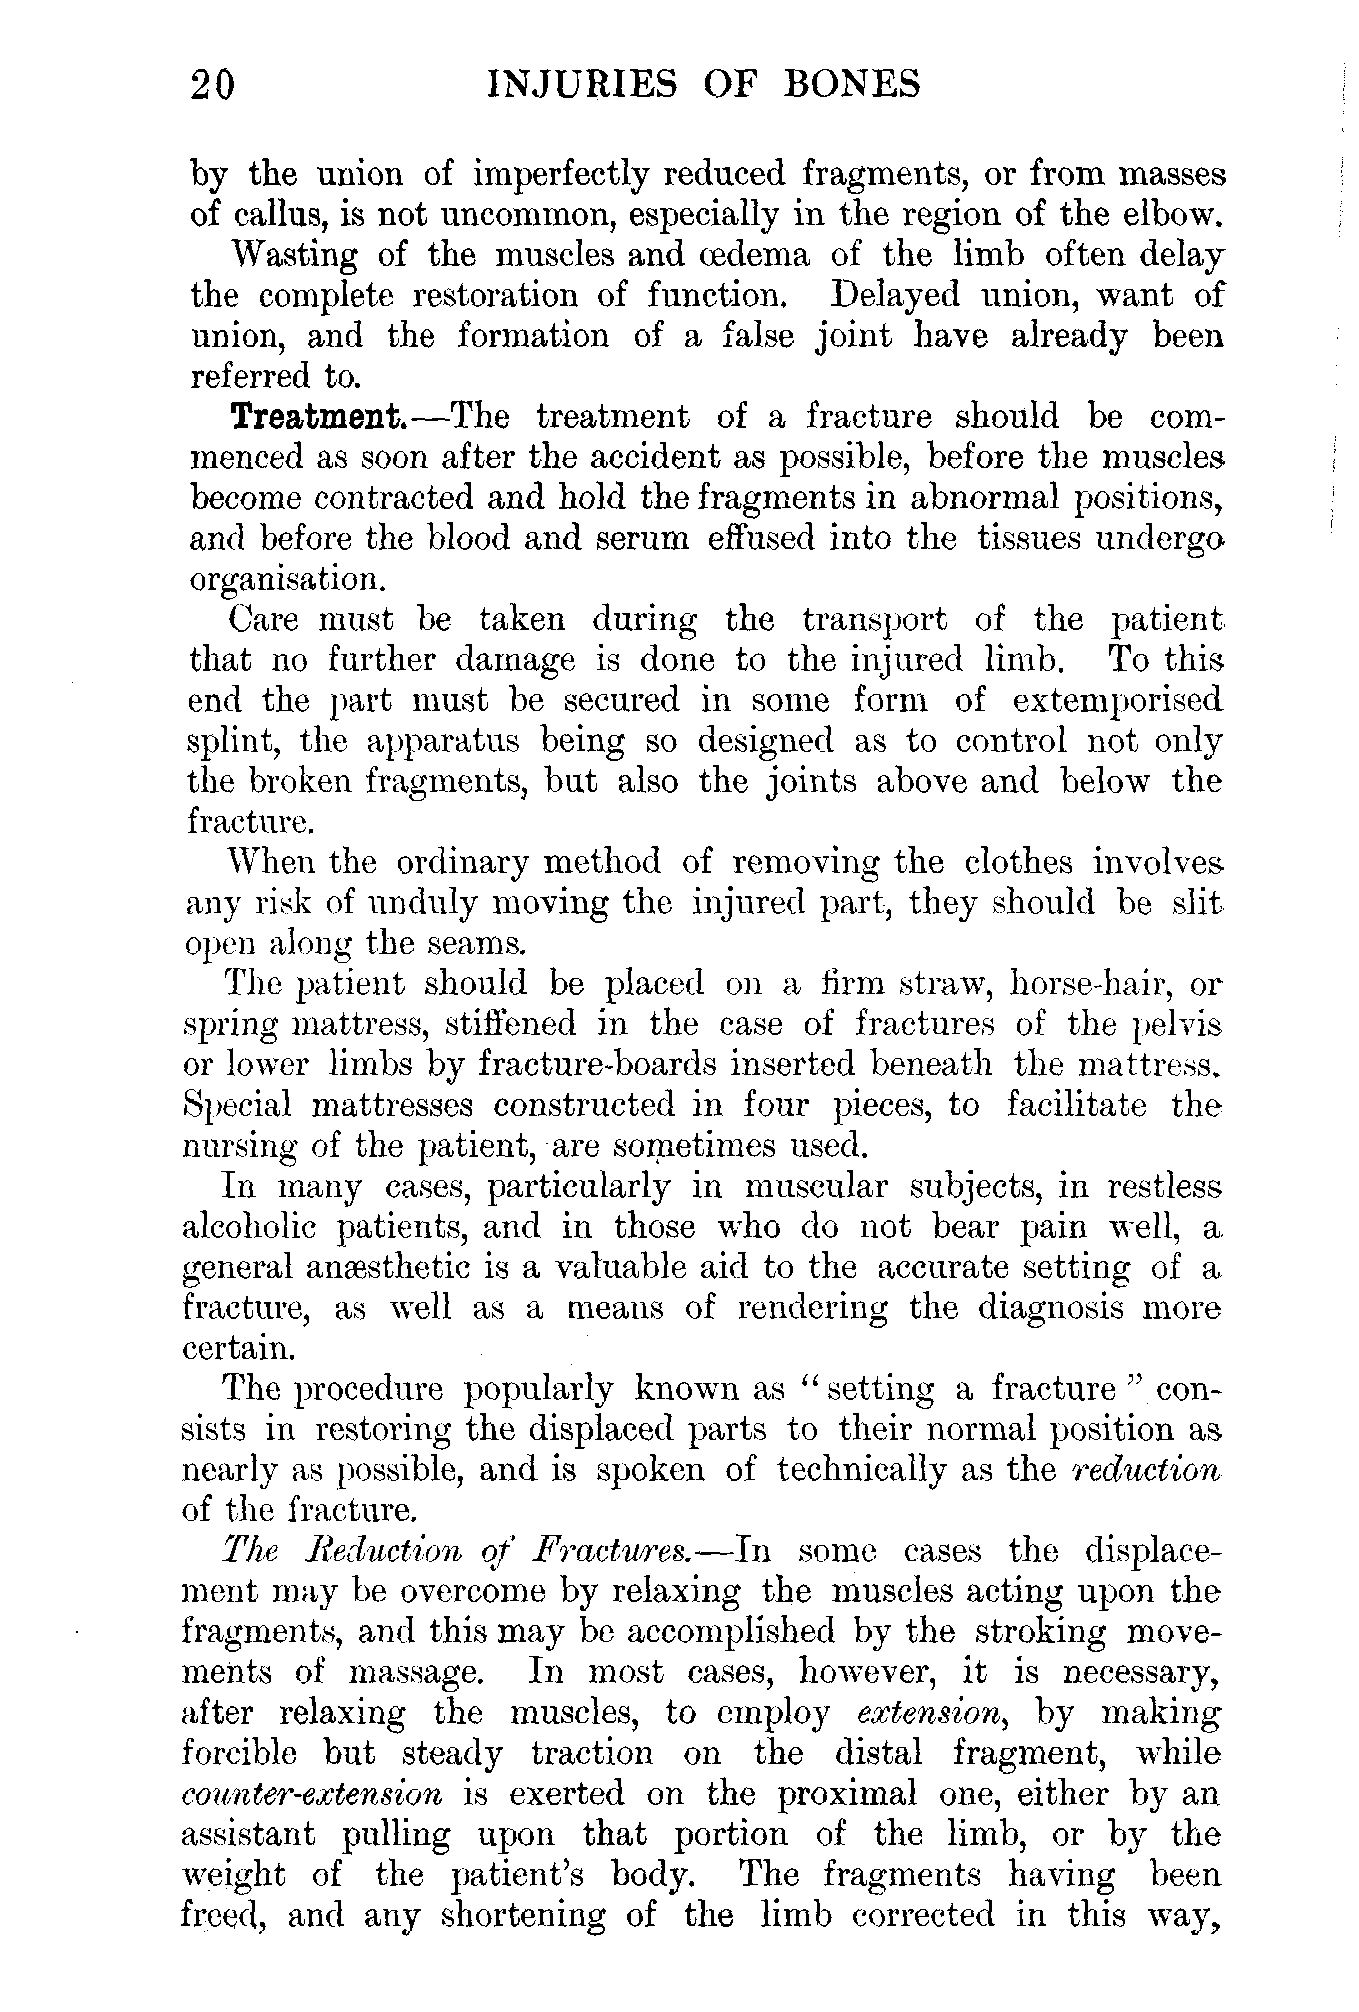 20 INJURIES OF BONES
by the union of imperfectly reduced fragments, or from masses
of callus, is not uncommon, especially in the region of the elbow.
Wasting of the muscles and œdema of the limb often delay
the complete restoration of function. Delayed union, want of
union, and the formation of a false joint have already been
referred to.
Treatment.—The treatment of a fracture should be com-
menced as soon after the accident as possible, before the muscles
become contracted and hold the fragments in abnormal positions,
and before the blood and serum effused into the tissues undergo
organisation.
Care must be taken during the transport of the patient
that no further damage is done to the injured limb. To this
end the part must be secured in some form of extemporised
splint, the apparatus being so designed as to control not only
the broken fragments, but also the joints above and below the
fracture.
When the ordinary method of removing the clothes involves
any risk of unduly moving the injured part, they should be slit
open along the seams.
The patient should be placed on a firm straw, horse-hair, or
spring mattress, stiffened in the case of fractures of the pelvis
or lower limbs by fracture-boards inserted beneath the mattress.
Special mattresses constructed in four pieces, to facilitate the
nursing of the patient, are sometimes used.
In many cases, particularly in muscular subjects, in restless
alcoholic patients, and in those who do not bear pain well, a
general anæsthetic is a valuable aid to the accurate setting of a
fracture, as well as a means of rendering the diagnosis more
certain.
The procedure popularly known as “ setting a fracture ” con-
sists in restoring the displaced parts to their normal position as
nearly as possible, and is spoken of technically as the reduction
of the fracture.
The Reduction of Fractures.—In some cases the displace-
ment may be overcome by relaxing the muscles acting upon the
fragments, and this may be accomplished by the stroking move-
ments of massage. In most cases, however, it is necessary,
after relaxing the muscles, to employ extension, by making
forcible but steady traction on the distal fragment, while
counter-extension is exerted on the proximal one, either by an
assistant pulling upon that portion of the limb, or by the
weight of the patient's body. The fragments having been
freed, and any shortening of the limb corrected in this way,